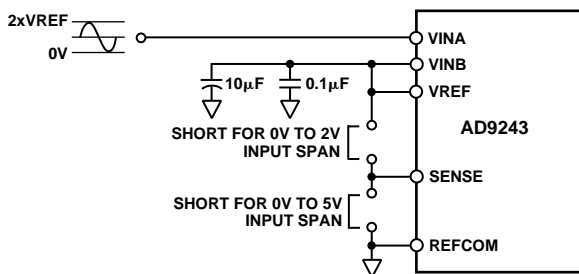 2xVREF
0V
VINA
VINB
10µF
0.1µF
VREF
AD9243
SHORT FOR 0V TO 2V
INPUT SPAN
SENSE
SHORT FOR 0V TO 5V
INPUT SPAN
REFCOM